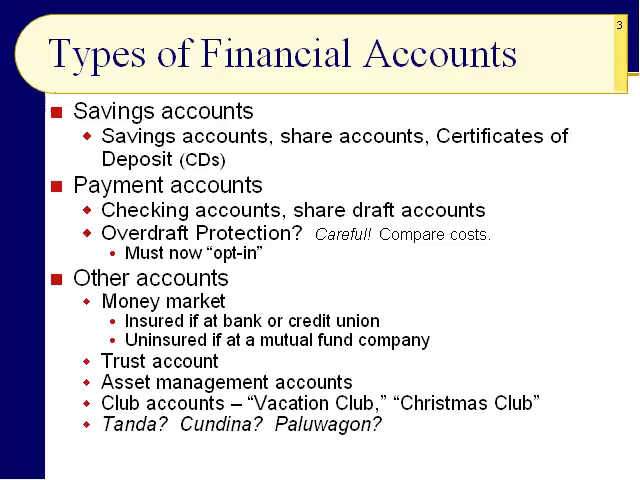 3
Types of Financial Accounts
Savings accounts
Savings accounts, share accounts, Certificates of
Deposit (CDs)
Payment accounts
Checking accounts, share draft accounts
Overdraft Protection? Careful! Compare costs.
Must now “opt-in”
Other accounts
Money market
Insured if at bank or credit union
Uninsured if at a mutual fund company
Trust account
Asset management accounts
Club accounts – “Vacation Club,” “Christmas Club”
Tanda? Cundina? Paluwagon?